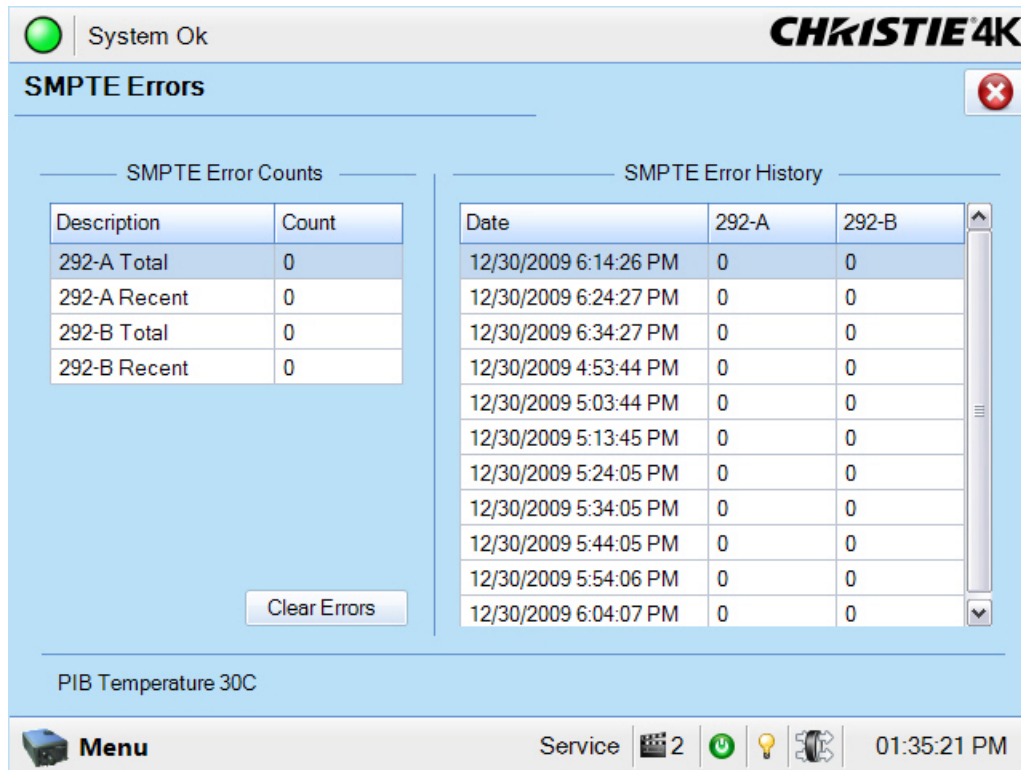 System Ok
CHRISTIE 4K
SMPTE Errors
SMPTE Error Counts
Description Count
292-A Total 0
292-A Recent 0
292-B Total 0
292-B Recent 0
Clear Errors
SMPTE Error History
Date 292-A 292-B
12/30/2009 6:14:26 PM 0 0
12/30/2009 6:24:27 PM 0 0
12/30/2009 6:34:27 PM 0 0
12/30/2009 4:53:44 PM 0 0
12/30/2009 5:03:44 PM 0 0
12/30/2009 5:13:45 PM 0 0
12/30/2009 5:24:05 PM 0 0
12/30/2009 5:34:05 PM 0 0
12/30/2009 5:44:05 PM 0 0
12/30/2009 5:54:06 PM 0 0
12/30/2009 6:04:07 PM 0 0
PIB Temperature 30C
Menu Service 2 01:35:21 PM